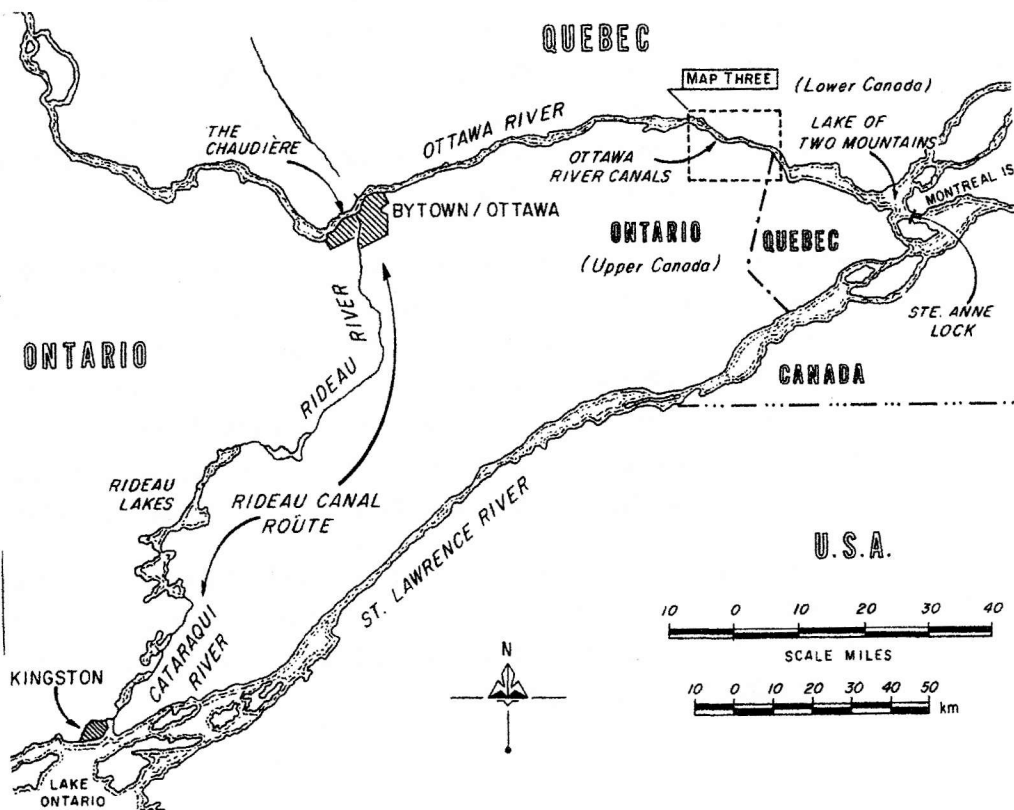 QUEBEC
MAP THREE
(Lower Canada)
THE
CHAUDIÈRE
OTTAWA RIVER
LAKE OF
TWO MOUNTAINS
OTTAWA
RIVER CANALS
MONTREAL IS
BYTOWN/OTTAWA
ONTARIO
(Upper Canada)
QUEBEC
STE. ANNE
LOCK
ONTARIO
RIDEAU RIVER
CANADA
RIDEAU
LAKES
RIDEAU CANAL
ROUTE
ST. LAWRENCE RIVER
U.S.A.
10 0 10 20 30 40
SCALE MILES
CATARAQUI
RIVER
N
KINGSTON
10 0 10 20 30 40 50 km
LAKE
ONTARIO